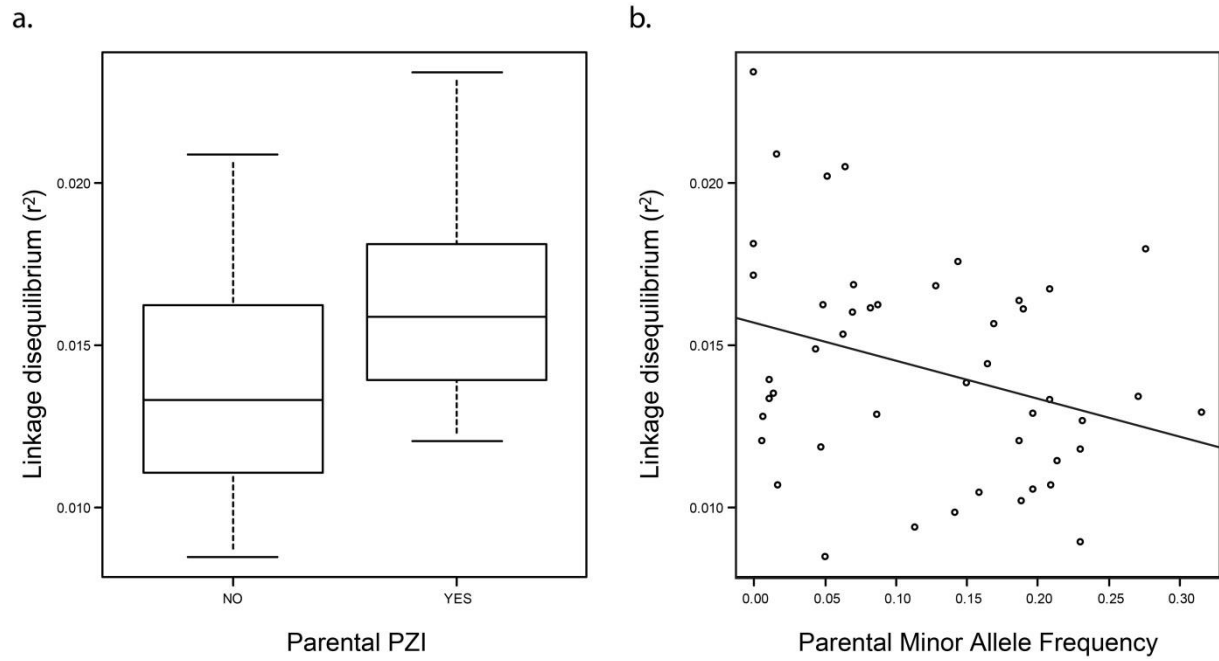 a.
Linkage disequilibrium (r²)
0.020
0.015
0.010
NO YES
Parental PZI
b.
Linkage disequilibrium (r²)
0.020
0.015
0.010
0.00 0.05 0.10 0.15 0.20 0.25 0.30
Parental Minor Allele Frequency